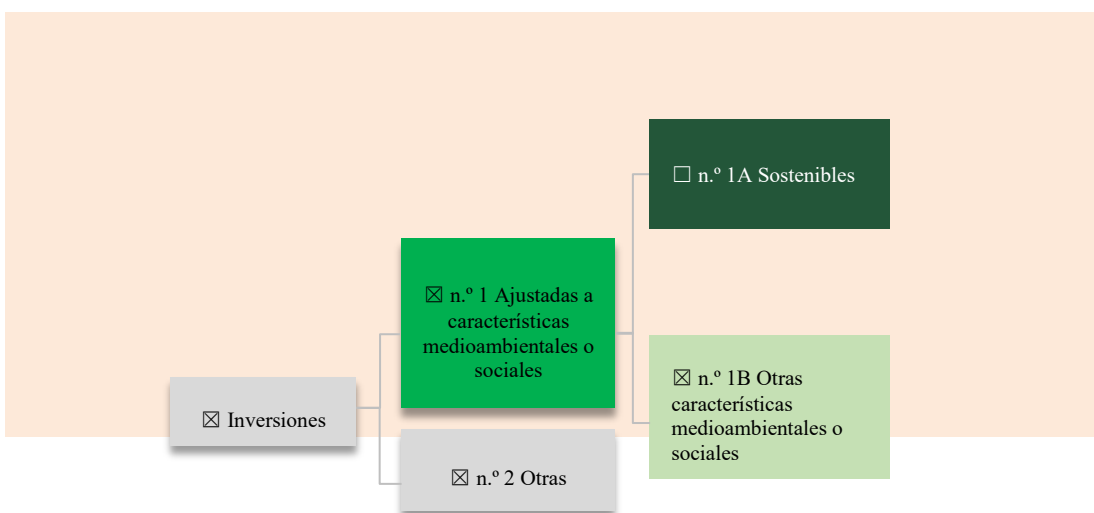 ☐ n.º 1A Sostenibles
☒ n.º 1 Ajustadas a
características
medioambientales o
sociales
☒ n.º 1B Otras
características
medioambientales o
sociales
☒ Inversiones
☒ n.º 2 Otras